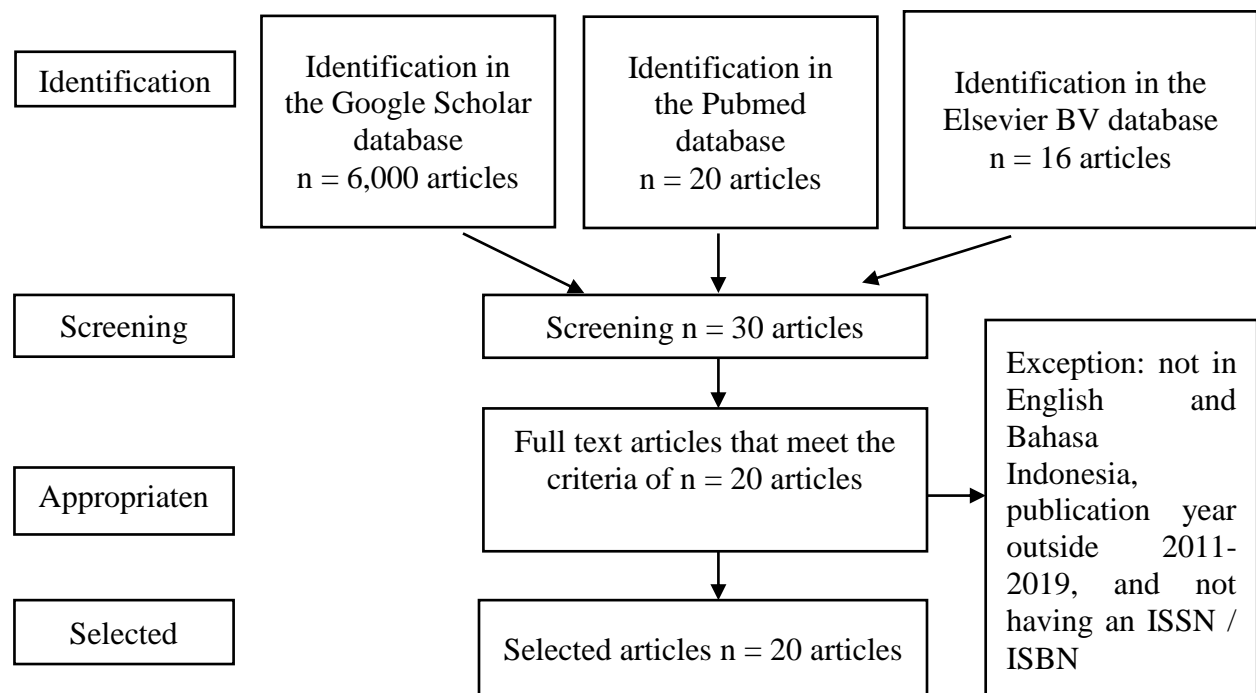 Identification
Identification in
the Google Scholar
database
n = 6,000 articles
Identification in
the Pubmed
database
n = 20 articles
Identification in the
Elsevier BV database
n = 16 articles
Screening
Screening n = 30 articles
Appropriaten
Full text articles that meet the
criteria of n = 20 articles
Exception: not in
English and
Bahasa
Indonesia,
publication year
outside 2011-
2019, and not
having an ISSN /
ISBN
Selected
Selected articles n = 20 articles